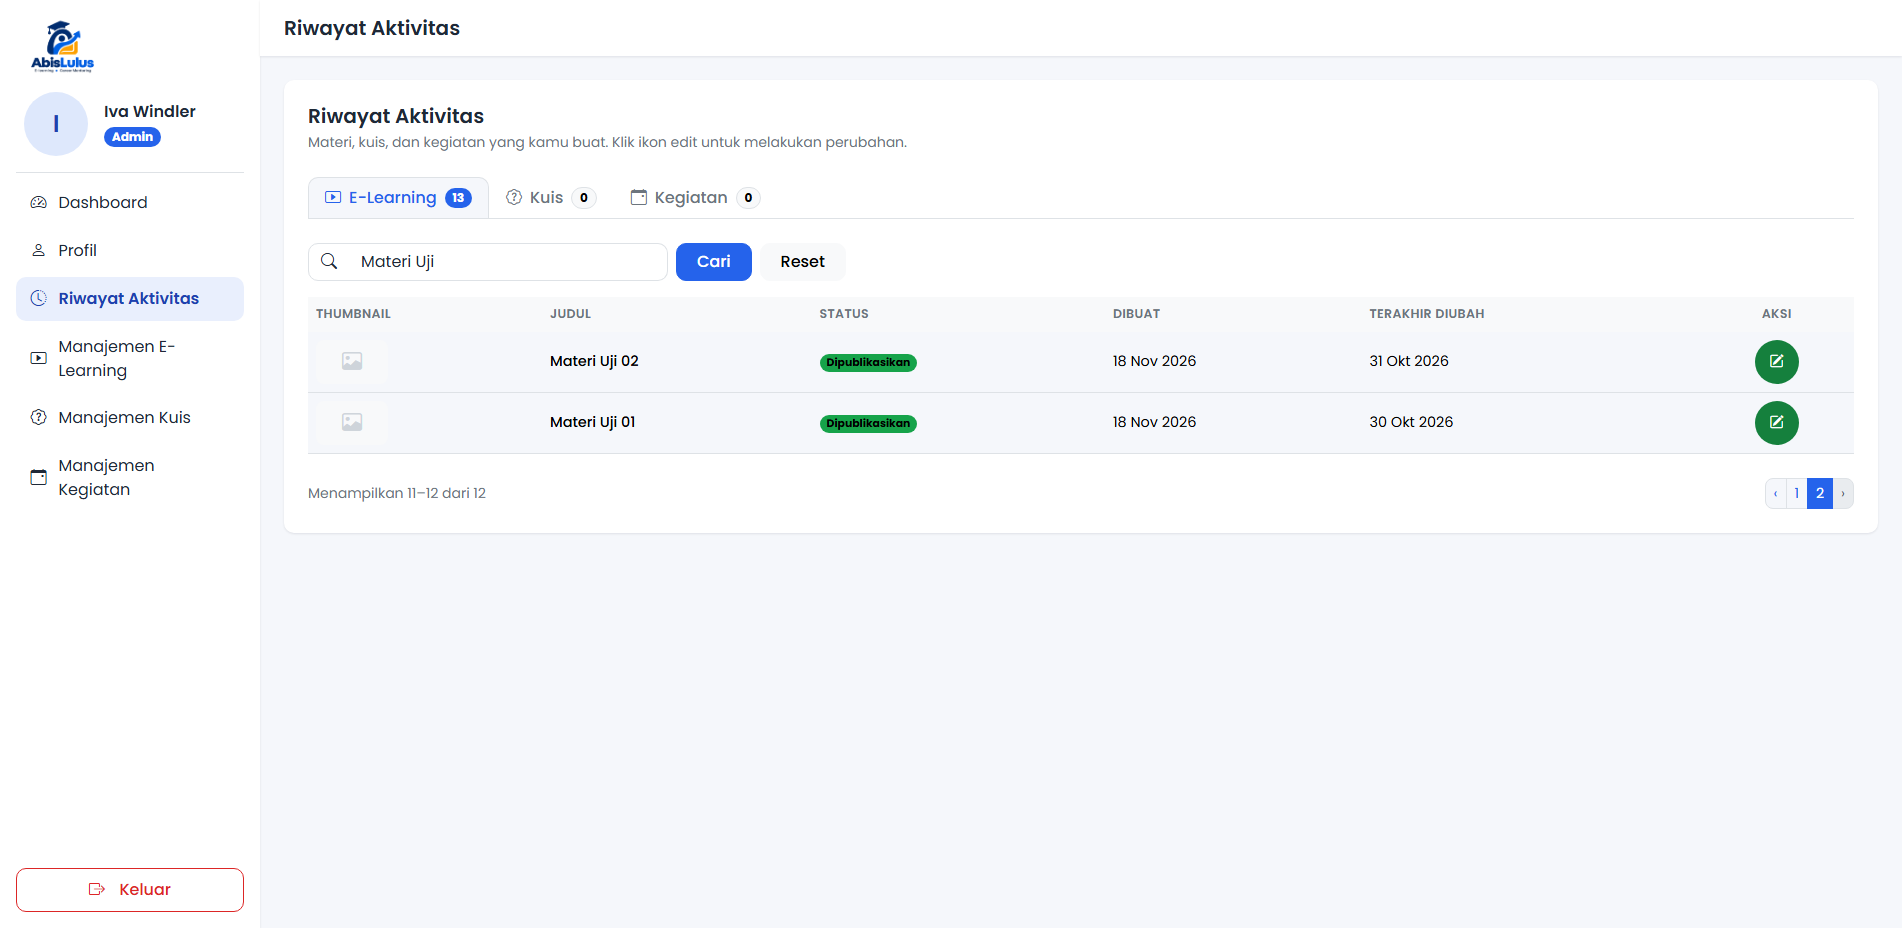 AbisLulus
I
Iva Windler
Admin
Dashboard
Profil
Riwayat Aktivitas
Manajemen E-
Learning
Manajemen Kuis
Manajemen
Kegiatan
Keluar
Riwayat Aktivitas
Riwayat Aktivitas
Materi, kuis, dan kegiatan yang kamu buat. Klik ikon edit untuk melakukan perubahan.
E-Learning 13 Kuis 0 Kegiatan 0
Materi Uji Cari Reset
THUMBNAIL JUDUL STATUS DIBUAT TERAKHIR DIUBAH AKSI
Materi Uji 02 Dipublikasikan 18 Nov 2026 31 Okt 2026
Materi Uji 01 Dipublikasikan 18 Nov 2026 30 Okt 2026
Menampilkan 11–12 dari 12 ‹ 1 2 ›